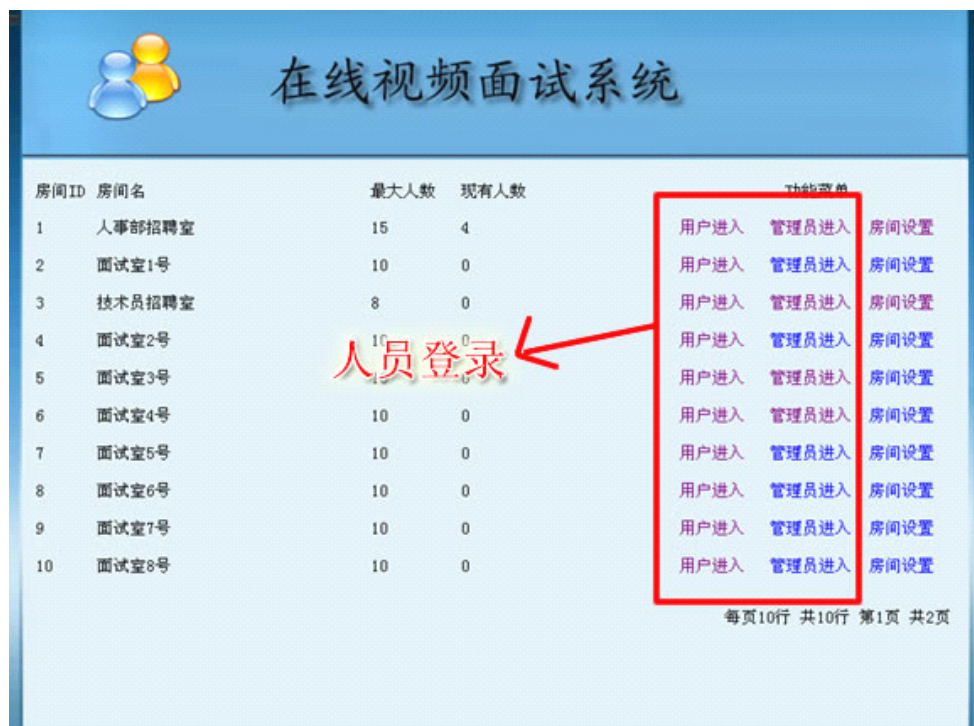 在线视频面试系统
房间ID 房间名 最大人数 现有人数 功能菜单
1 人事部招聘室 15 4 用户进入 管理员进入 房间设置
2 面试室1号 10 0 用户进入 管理员进入 房间设置
3 技术员招聘室 8 0 用户进入 管理员进入 房间设置
4 面试室2号 10 0 用户进入 管理员进入 房间设置
人员登录
5 面试室3号 10 0 用户进入 管理员进入 房间设置
6 面试室4号 10 0 用户进入 管理员进入 房间设置
7 面试室5号 10 0 用户进入 管理员进入 房间设置
8 面试室6号 10 0 用户进入 管理员进入 房间设置
9 面试室7号 10 0 用户进入 管理员进入 房间设置
10 面试室8号 10 0 用户进入 管理员进入 房间设置
每页10行 共10行 第1页 共2页